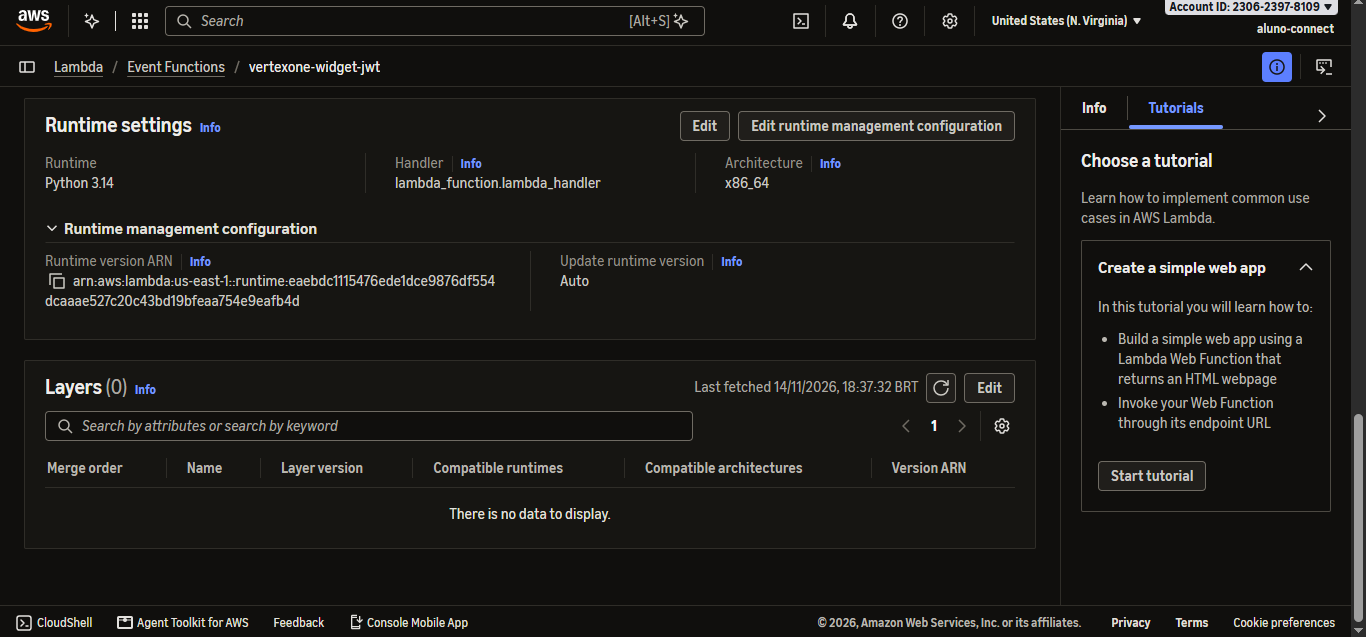 aws
Search [Alt+S]
United States (N. Virginia) ▼
Account ID: 2306-2397-8109 ▼
aluno-connect
Lambda / Event Functions / vertexone-widget-jwt
Runtime settings Info
Edit
Edit runtime management configuration
Runtime
Python 3.14
Handler Info
lambda_function.lambda_handler
Architecture Info
x86_64
Runtime management configuration
Runtime version ARN Info
arn:aws:lambda:us-east-1::runtime:eaebdc1115476ede1dce9876df554
dcaaae527c20c43bd19bfeaa754e9eafb4d
Update runtime version Info
Auto
Layers (0) Info
Last fetched 14/11/2026, 18:37:32 BRT
Edit
Search by attributes or search by keyword
1
Merge order Name Layer version Compatible runtimes Compatible architectures Version ARN
There is no data to display.
Info Tutorials
Choose a tutorial
Learn how to implement common use
cases in AWS Lambda.
Create a simple web app
In this tutorial you will learn how to:
• Build a simple web app using a
Lambda Web Function that
returns an HTML webpage
• Invoke your Web Function
through its endpoint URL
Start tutorial
CloudShell Agent Toolkit for AWS Feedback Console Mobile App
© 2026, Amazon Web Services, Inc. or its affiliates. Privacy Terms Cookie preferences